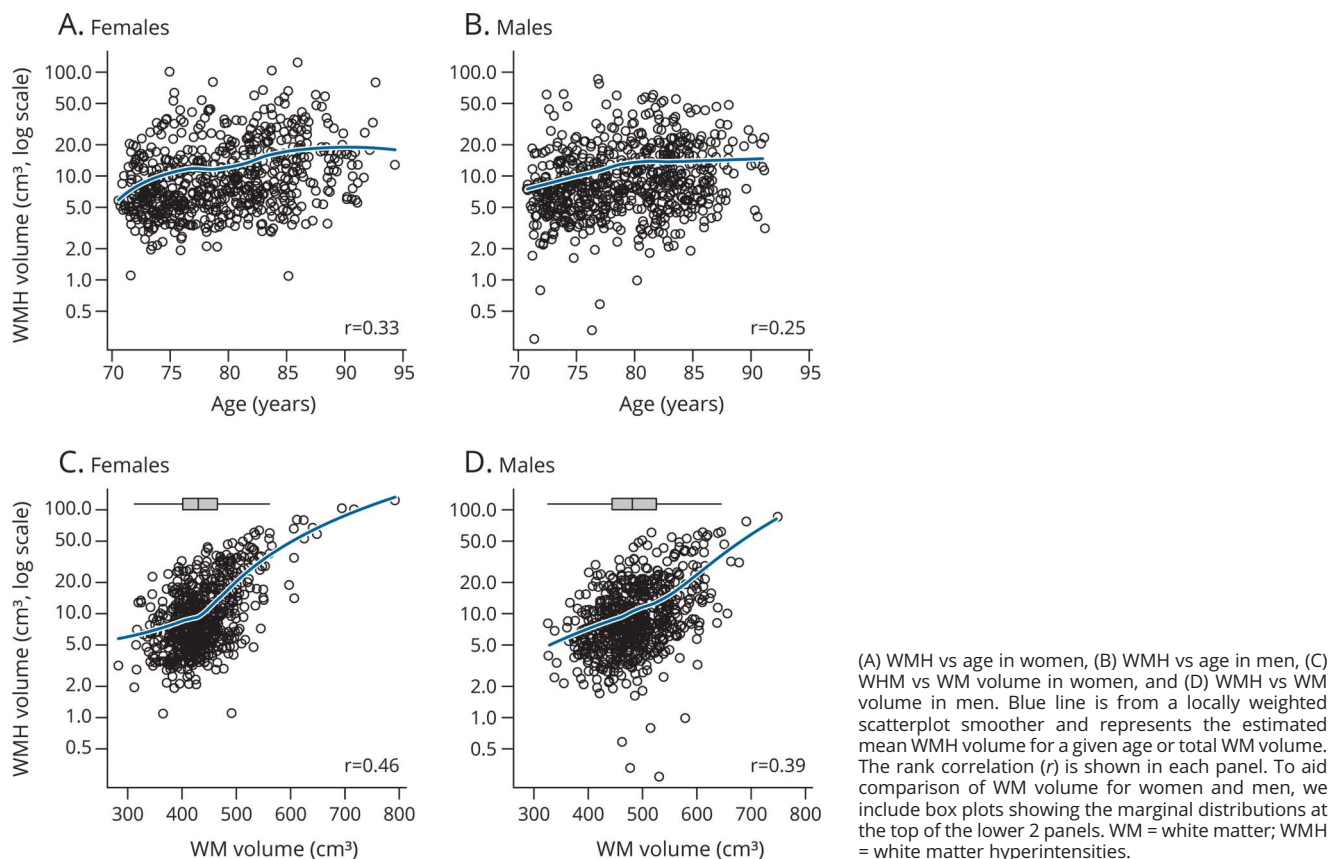 A. Females
B. Males
WMH volume (cm³, log scale)
100.0
50.0
20.0
10.0
5.0
2.0
1.0
0.5
r=0.33
70 75 80 85 90 95
Age (years)
100.0
50.0
20.0
10.0
5.0
2.0
1.0
0.5
r=0.25
70 75 80 85 90 95
Age (years)
C. Females
D. Males
WMH volume (cm³, log scale)
100.0
50.0
20.0
10.0
5.0
2.0
1.0
0.5
r=0.46
300 400 500 600 700 800
WM volume (cm³)
100.0
50.0
20.0
10.0
5.0
2.0
1.0
0.5
r=0.39
300 400 500 600 700 800
WM volume (cm³)
(A) WMH vs age in women, (B) WMH vs age in men, (C)
WHM vs WM volume in women, and (D) WMH vs WM
volume in men. Blue line is from a locally weighted
scatterplot smoother and represents the estimated
mean WMH volume for a given age or total WM volume.
The rank correlation (r) is shown in each panel. To aid
comparison of WM volume for women and men, we
include box plots showing the marginal distributions at
the top of the lower 2 panels. WM = white matter; WMH
= white matter hyperintensities.